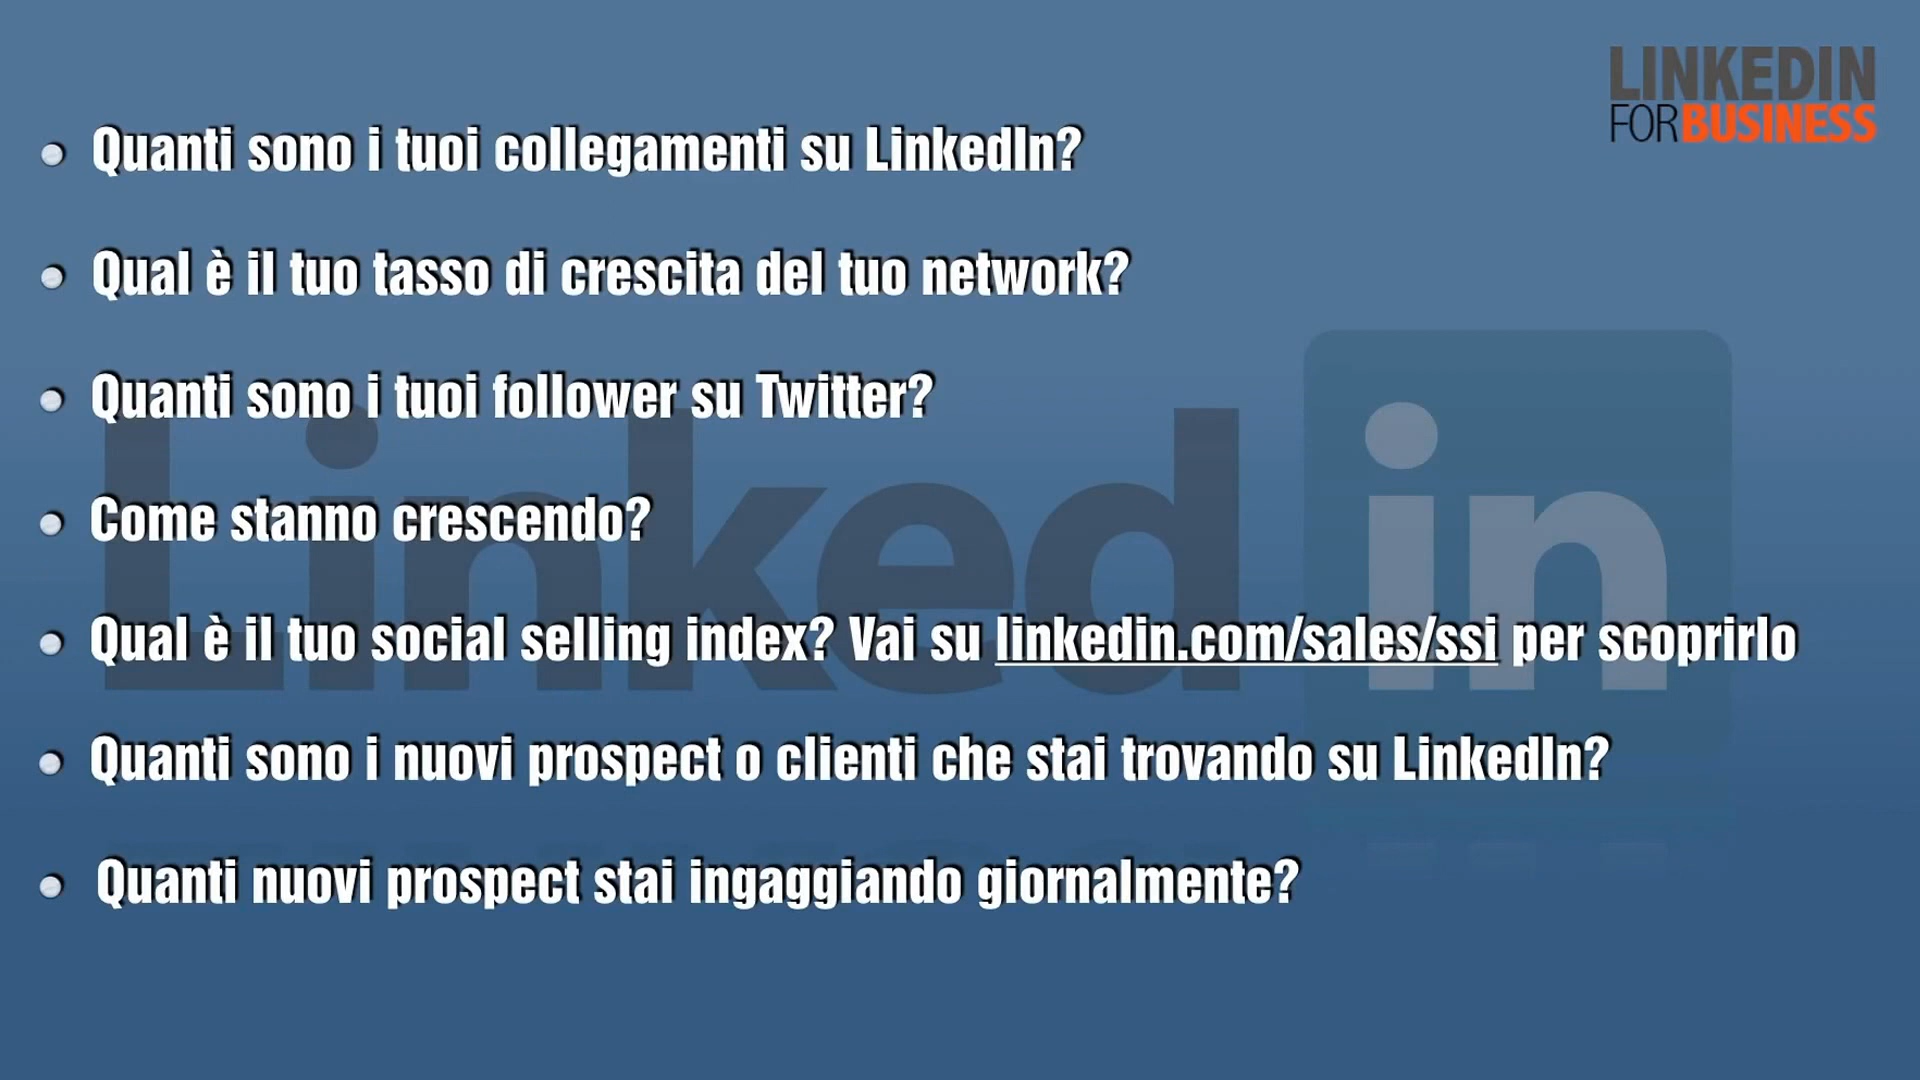 LINKEDIN
FORBUSINESS
Quanti sono i tuoi collegamenti su LinkedIn?
Qual è il tuo tasso di crescita del tuo network?
Quanti sono i tuoi follower su Twitter?
Come stanno crescendo?
Qual è il tuo social selling index? Vai su linkedin.com/sales/ssi per scoprirlo
Quanti sono i nuovi prospect o clienti che stai trovando su LinkedIn?
Quanti nuovi prospect stai ingaggiando giornalmente?
Linked in